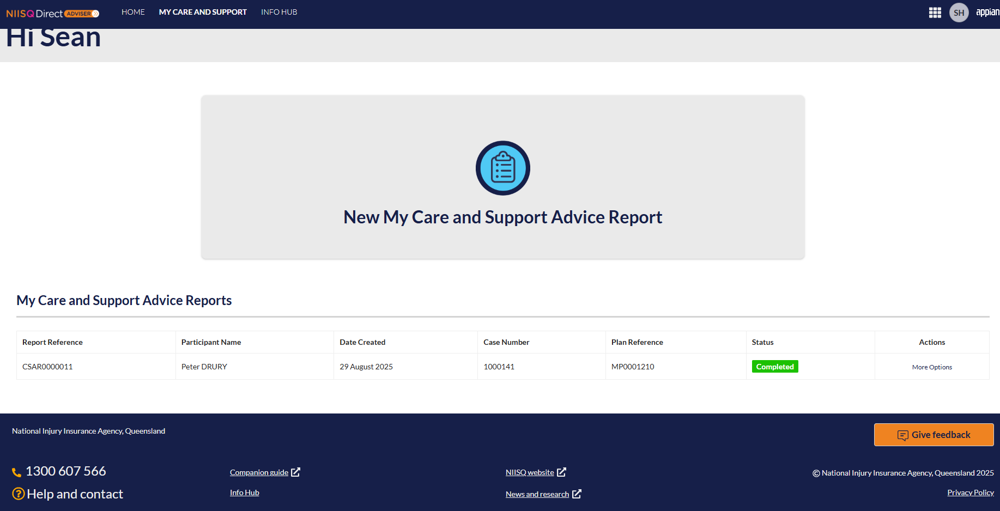 NIISQ Direct ADVISER
HOME
MY CARE AND SUPPORT
INFO HUB
SH
appian
Hi Sean
New My Care and Support Advice Report
My Care and Support Advice Reports
Report Reference Participant Name Date Created Case Number Plan Reference Status Actions
CSAR0000011 Peter DRURY 29 August 2025 1000141 MP0001210 Completed More Options
National Injury Insurance Agency, Queensland
Give feedback
1300 607 566
Companion guide
NIISQ website
© National Injury Insurance Agency, Queensland 2025
Help and contact
Info Hub
News and research
Privacy Policy